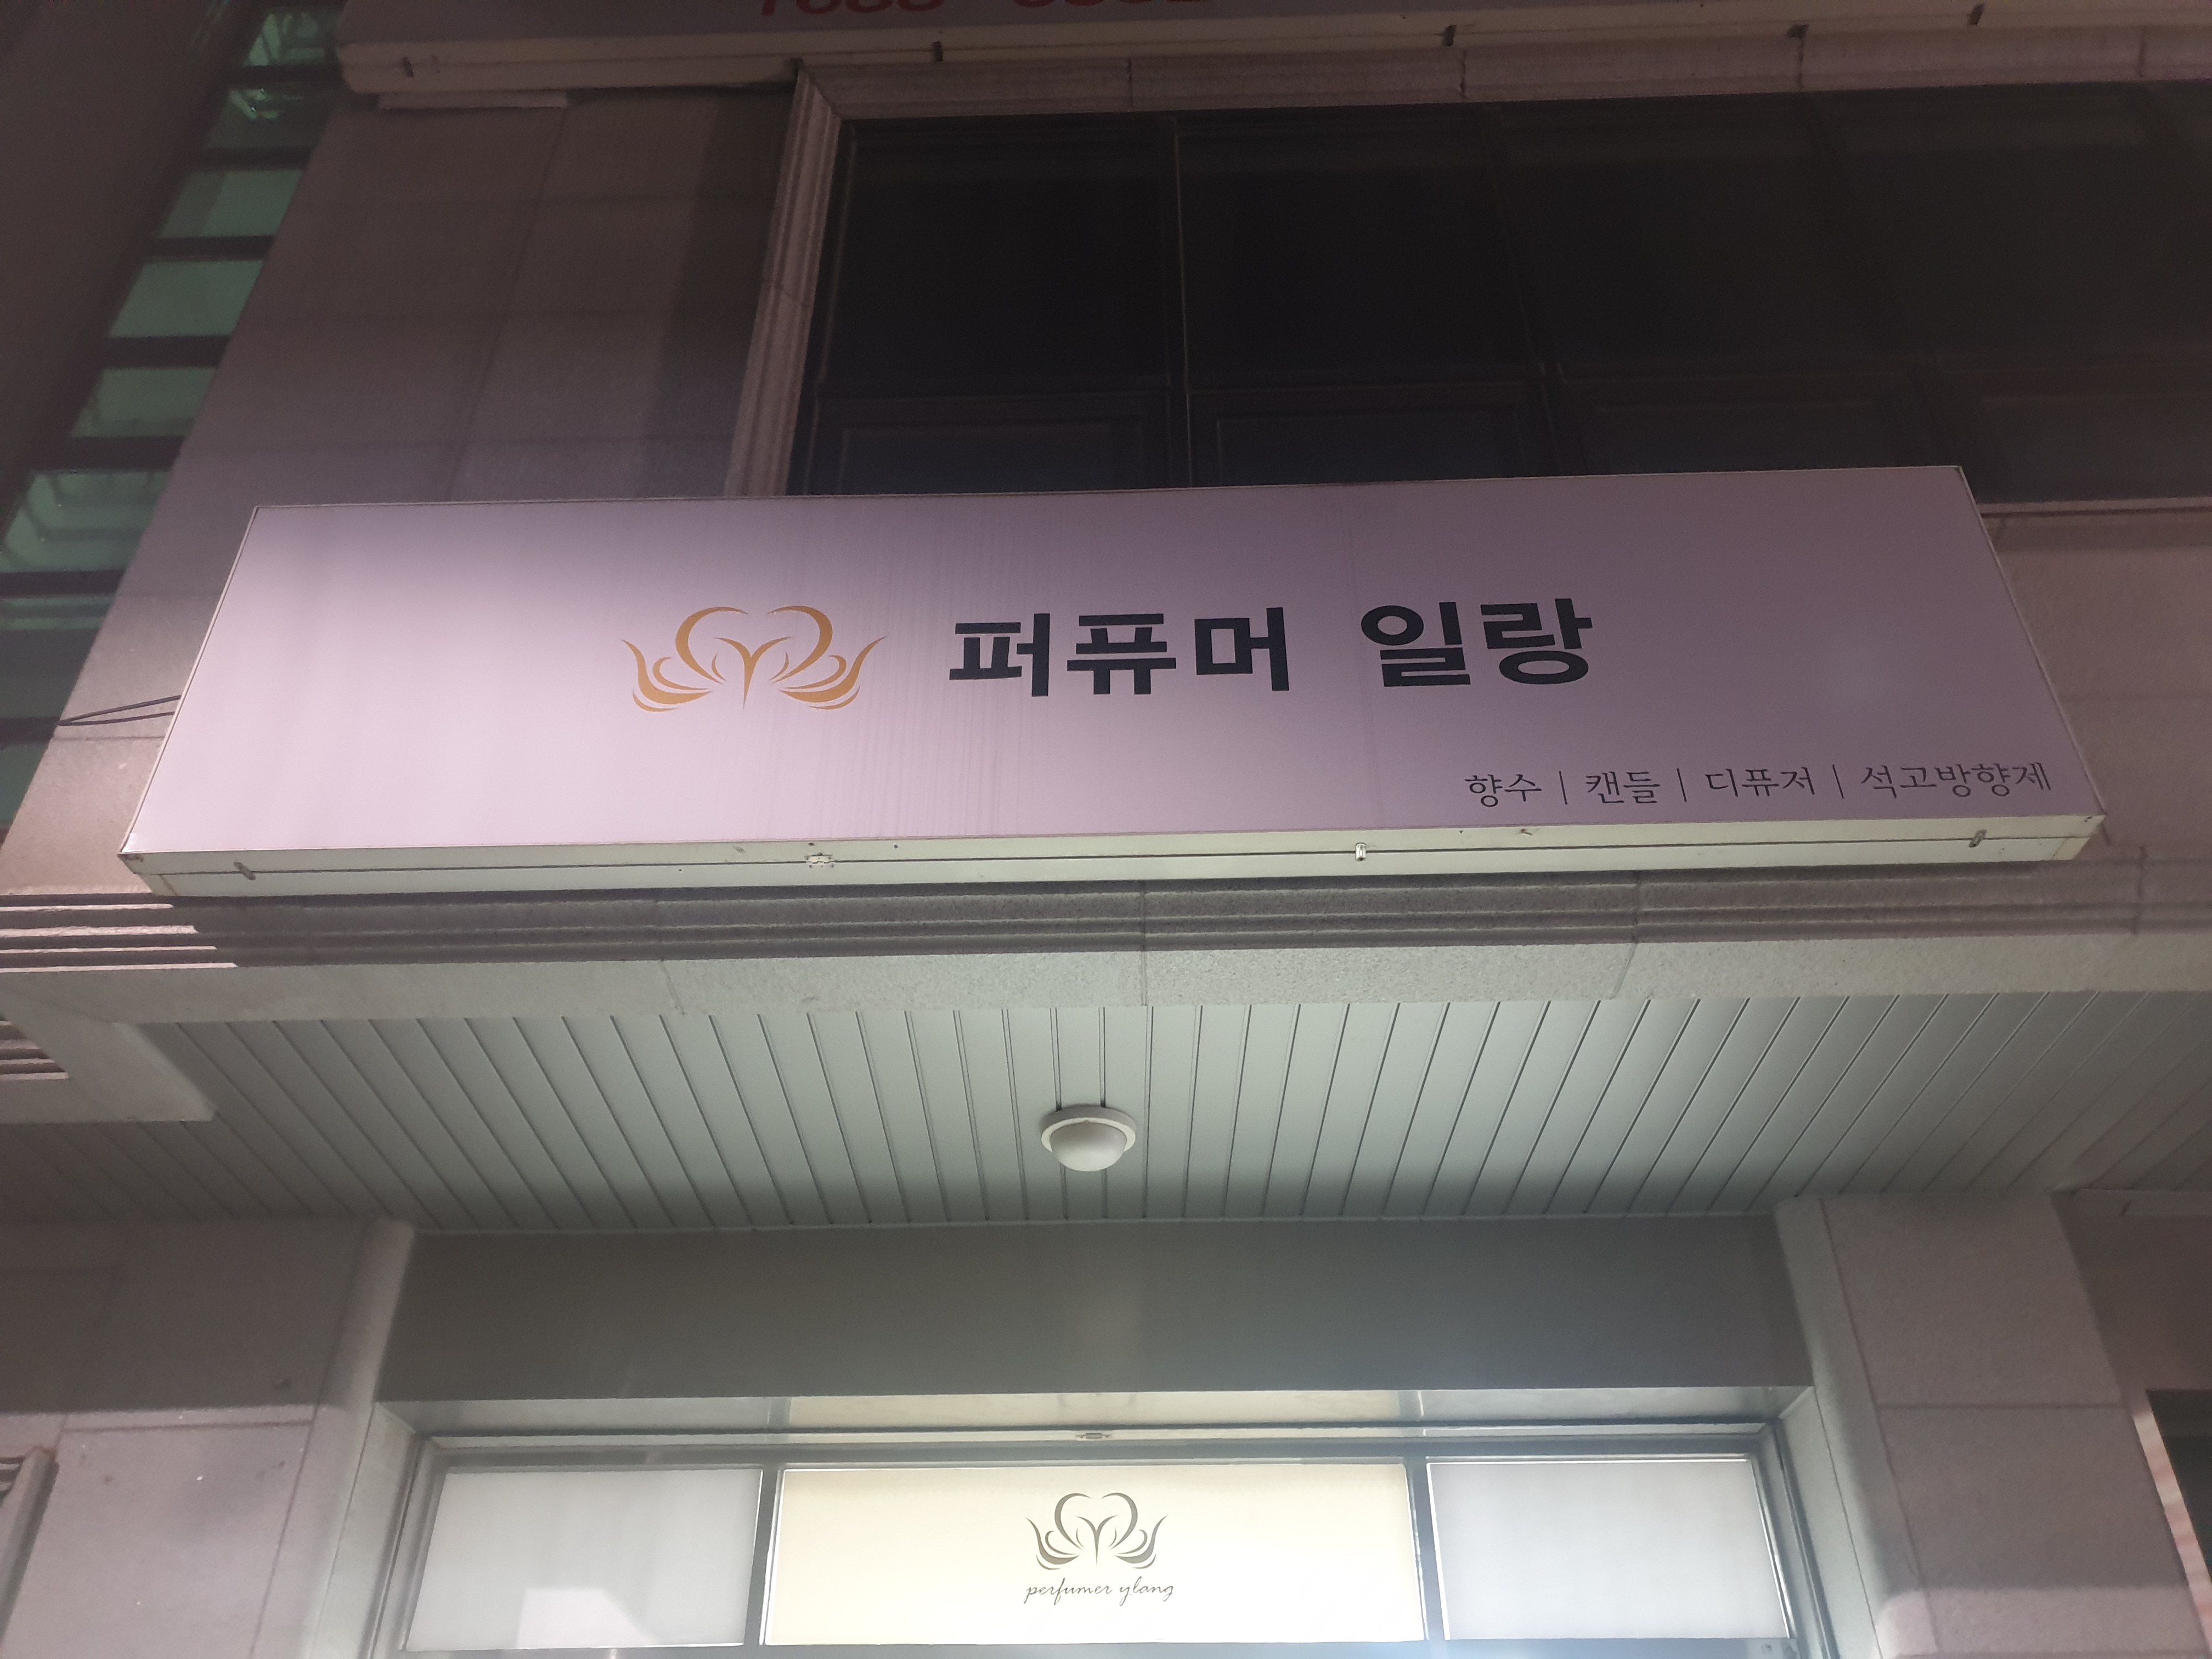 퍼퓨머 일랑
향수 | 캔들 | 디퓨저 | 석고방향제
perfumer ylang